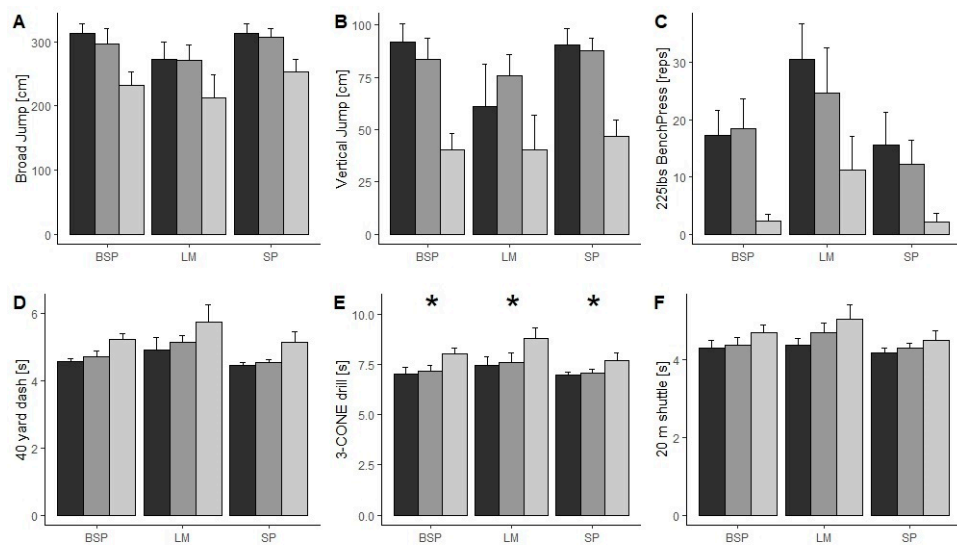 A
Broad Jump [cm]
300
200
100
0
BSP LM SP
B
Vertical Jump [cm]
100
75
50
25
0
BSP LM SP
C
225lbs BenchPress [reps]
30
20
10
0
BSP LM SP
D
40 yard dash [s]
6
4
2
0
BSP LM SP
E
* * *
3-CONE drill [s]
10.0
7.5
5.0
2.5
0.0
BSP LM SP
F
20 m shuttle [s]
4
2
0
BSP LM SP